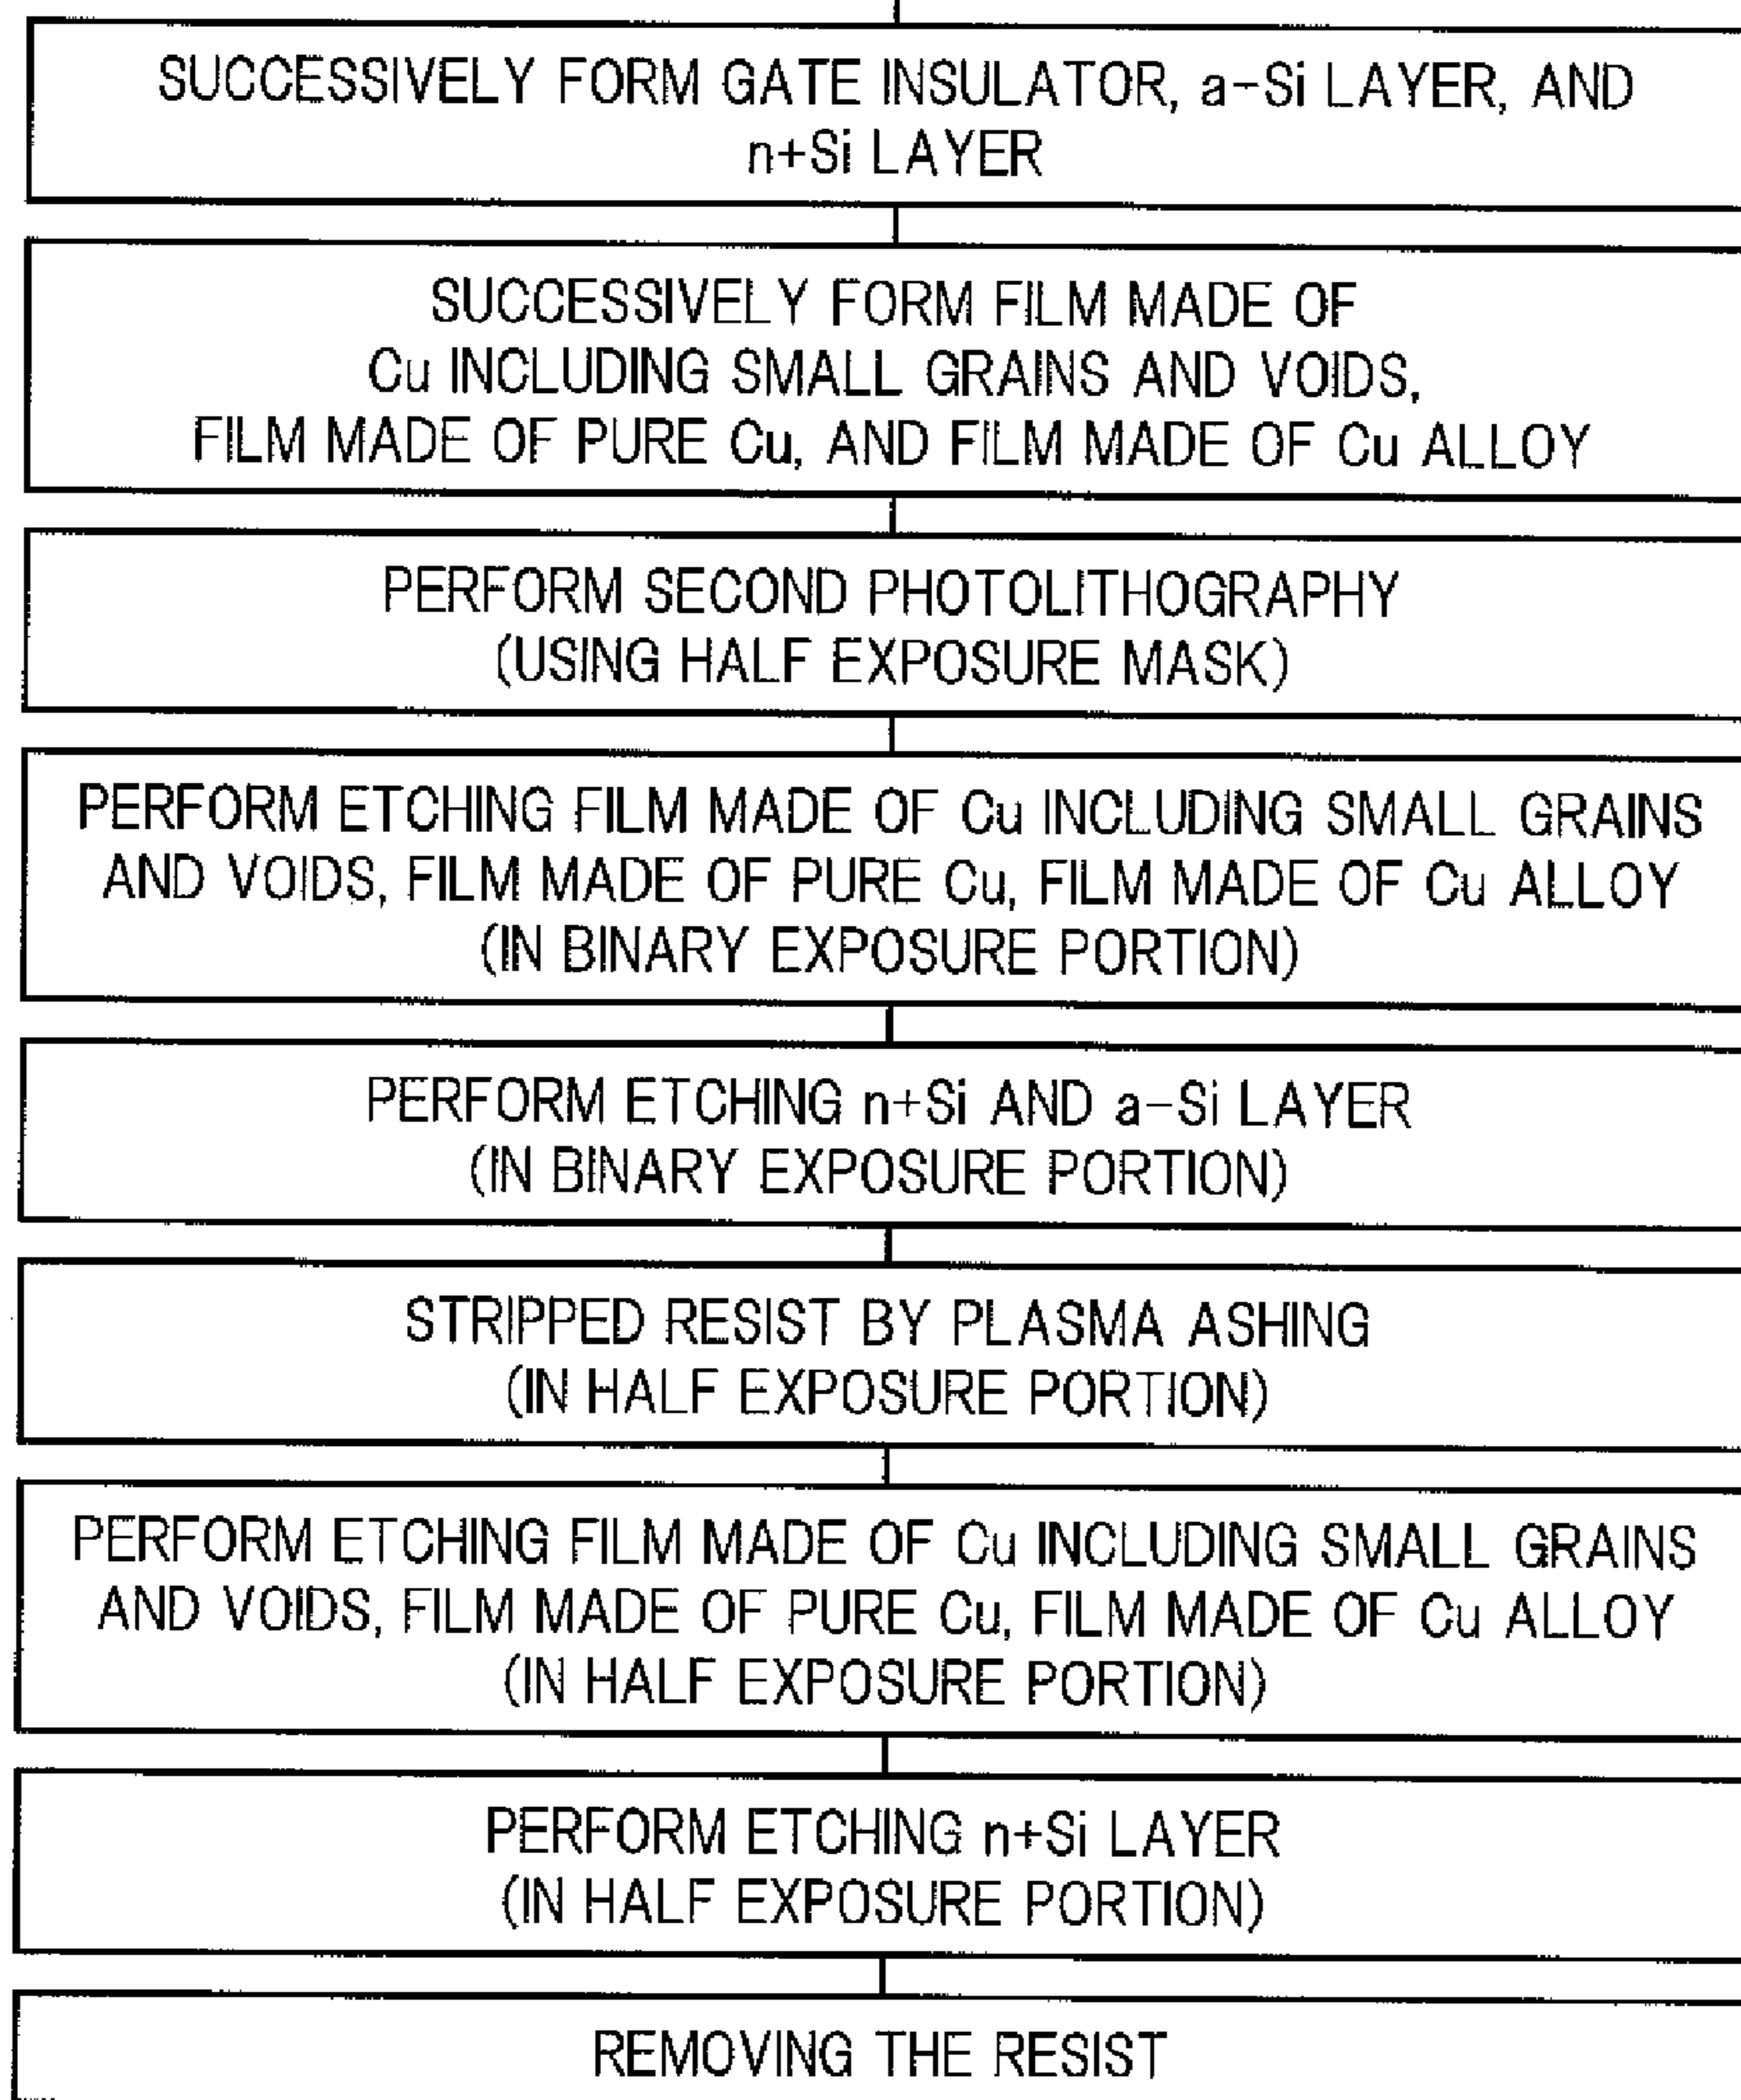 SUCCESSIVELY FORM GATE INSULATOR, a-Si LAYER, AND
n+Si LAYER
SUCCESSIVELY FORM FILM MADE OF
Cu INCLUDING SMALL GRAINS AND VOIDS,
FILM MADE OF PURE Cu, AND FILM MADE OF Cu ALLOY
PERFORM SECOND PHOTOLITHOGRAPHY
(USING HALF EXPOSURE MASK)
PERFORM ETCHING FILM MADE OF Cu INCLUDING SMALL GRAINS
AND VOIDS, FILM MADE OF PURE Cu, FILM MADE OF Cu ALLOY
(IN BINARY EXPOSURE PORTION)
PERFORM ETCHING n+Si AND a-Si LAYER
(IN BINARY EXPOSURE PORTION)
STRIPPED RESIST BY PLASMA ASHING
(IN HALF EXPOSURE PORTION)
PERFORM ETCHING FILM MADE OF Cu INCLUDING SMALL GRAINS
AND VOIDS, FILM MADE OF PURE Cu, FILM MADE OF Cu ALLOY
(IN HALF EXPOSURE PORTION)
PERFORM ETCHING n+Si LAYER
(IN HALF EXPOSURE PORTION)
REMOVING THE RESIST